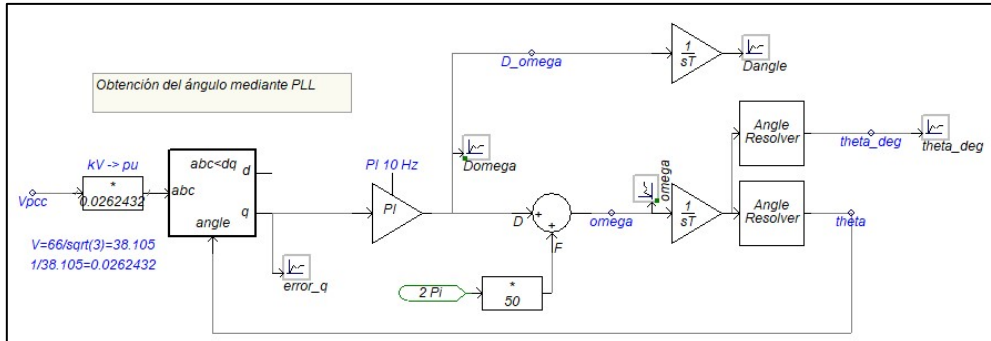 D_omega
1
sT
Dangle
Obtención del ángulo mediante PLL
Angle
Resolver
theta_deg
theta_deg
kV -> pu
abc<dq
d
PI 10 Hz
Domega
omega
*
0.0262432
abc
Vpcc
q
PI
D
+
+
omega
1
sT
Angle
Resolver
theta
angle
F
V=66/sqrt(3)=38.105
1/38.105=0.0262432
error_q
2 Pi
*
50